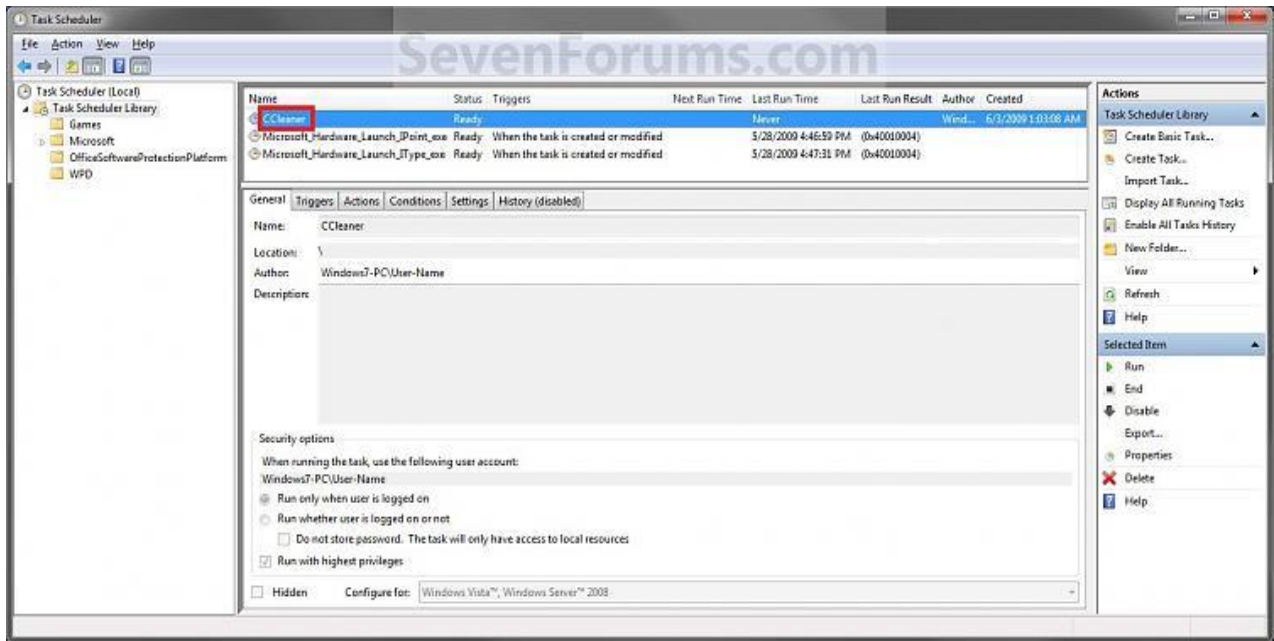 Task Scheduler
SevenForums.com
File Action View Help
Task Scheduler (Local)
Task Scheduler Library
Games
Microsoft
OfficeSoftwareProtectionPlatform
WPD
Name Status Triggers Next Run Time Last Run Time Last Run Result Author Created
CCleaner Ready Never Wind... 6/3/2009 1:03:08 AM
Microsoft_Hardware_Launch_IPoint_exe Ready When the task is created or modified 5/28/2009 4:46:59 PM (0x40010004)
Microsoft_Hardware_Launch_IType_exe Ready When the task is created or modified 5/28/2009 4:47:31 PM (0x40010004)
General Triggers Actions Conditions Settings History (disabled)
Name: CCleaner
Location: \
Author: Windows7-PC\User-Name
Description:
Security options
When running the task, use the following user account:
Windows7-PC\User-Name
Run only when user is logged on
Run whether user is logged on or not
Do not store password. The task will only have access to local resources
Run with highest privileges
Hidden Configure for: Windows Vista™, Windows Server™ 2008
Actions
Task Scheduler Library
Create Basic Task...
Create Task...
Import Task...
Display All Running Tasks
Enable All Tasks History
New Folder...
View
Refresh
Help
Selected Item
Run
End
Disable
Export...
Properties
Delete
Help